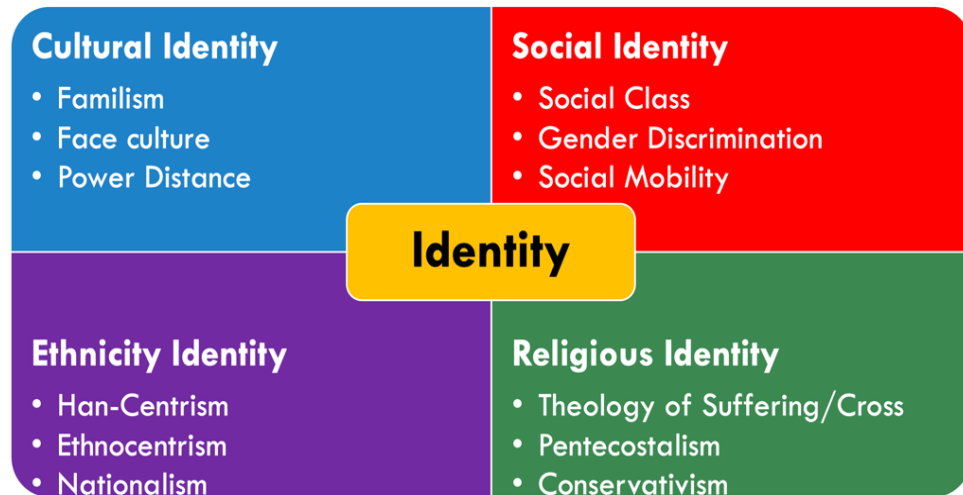 Cultural Identity
• Familism
• Face culture
• Power Distance
Social Identity
• Social Class
• Gender Discrimination
• Social Mobility
Identity
Ethnicity Identity
• Han-Centrism
• Ethnocentrism
• Nationalism
Religious Identity
• Theology of Suffering/Cross
• Pentecostalism
• Conservativism